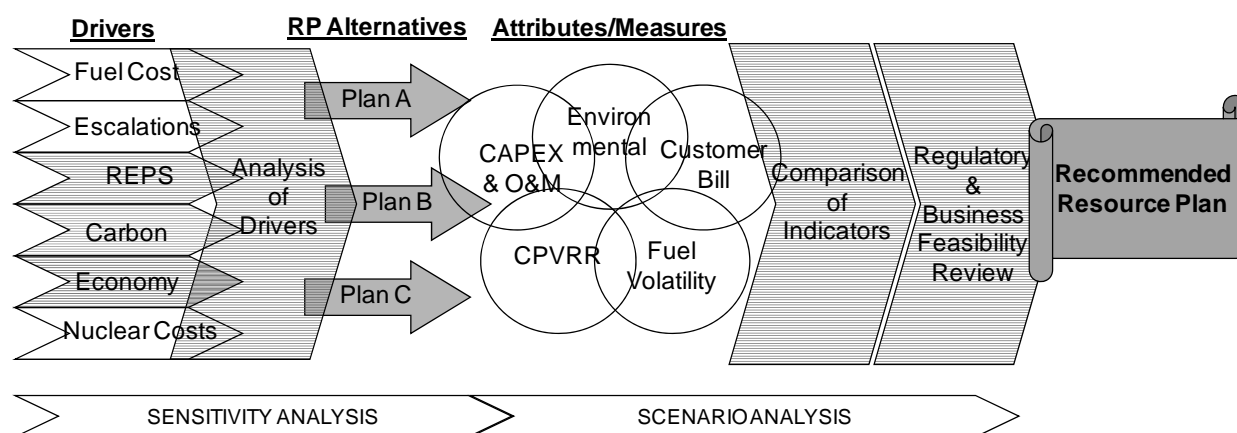 Drivers
RP Alternatives
Attributes/Measures
Fuel Cost
Escalations
REPS
Carbon
Economy
Nuclear Costs
Analysis
of
Drivers
Plan A
Plan B
Plan C
CAPEX
& O&M
Environ
mental
Customer
Bill
CPVRR
Fuel
Volatility
Comparison
of
Indicators
Regulatory
&
Business
Feasibility
Review
Recommended
Resource Plan
SENSITIVITY ANALYSIS
SCENARIO ANALYSIS